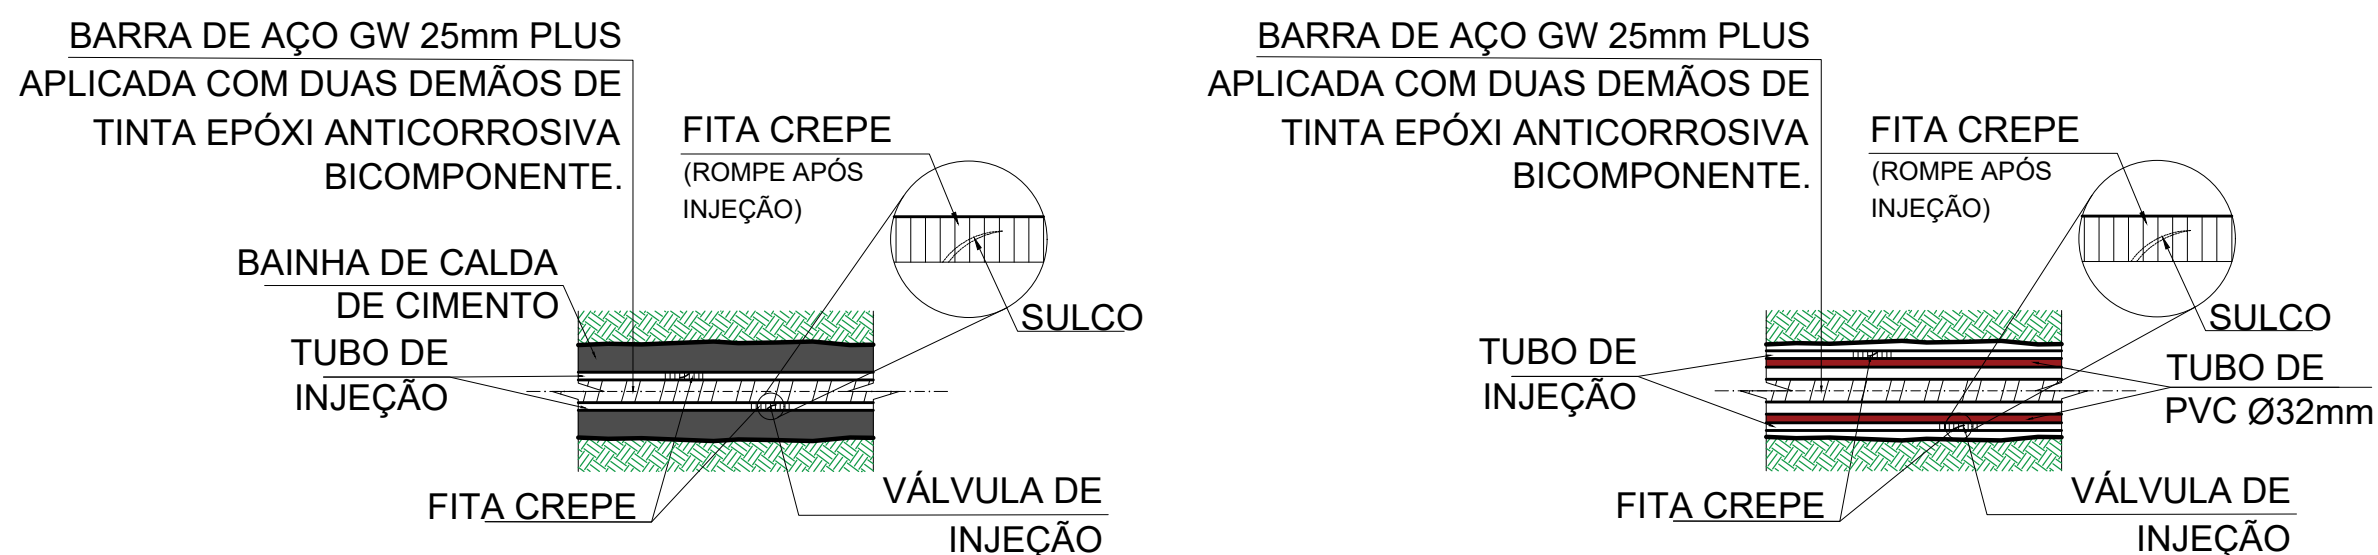 BARRA DE AÇO GW 25mm PLUS
APLICADA COM DUAS DEMÃOS DE
TINTA EPÓXI ANTICORROSIVA
BICOMPONENTE.
FITA CREPE
(ROMPE APÓS
INJEÇÃO)
BAINHA DE CALDA
DE CIMENTO
SULCO
TUBO DE
INJEÇÃO
FITA CREPE
VÁLVULA DE
INJEÇÃO
BARRA DE AÇO GW 25mm PLUS
APLICADA COM DUAS DEMÃOS DE
TINTA EPÓXI ANTICORROSIVA
BICOMPONENTE.
FITA CREPE
(ROMPE APÓS
INJEÇÃO)
SULCO
TUBO DE
INJEÇÃO
TUBO DE
PVC Ø32mm
FITA CREPE
VÁLVULA DE
INJEÇÃO